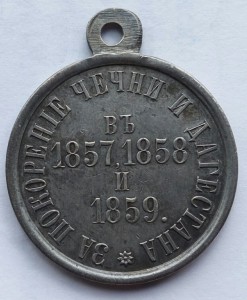 ЗА ПОКОРЕНІЕ ЧЕЧНИ И ДАГЕСТАНА
ВЪ
1857,1858
И
1859.